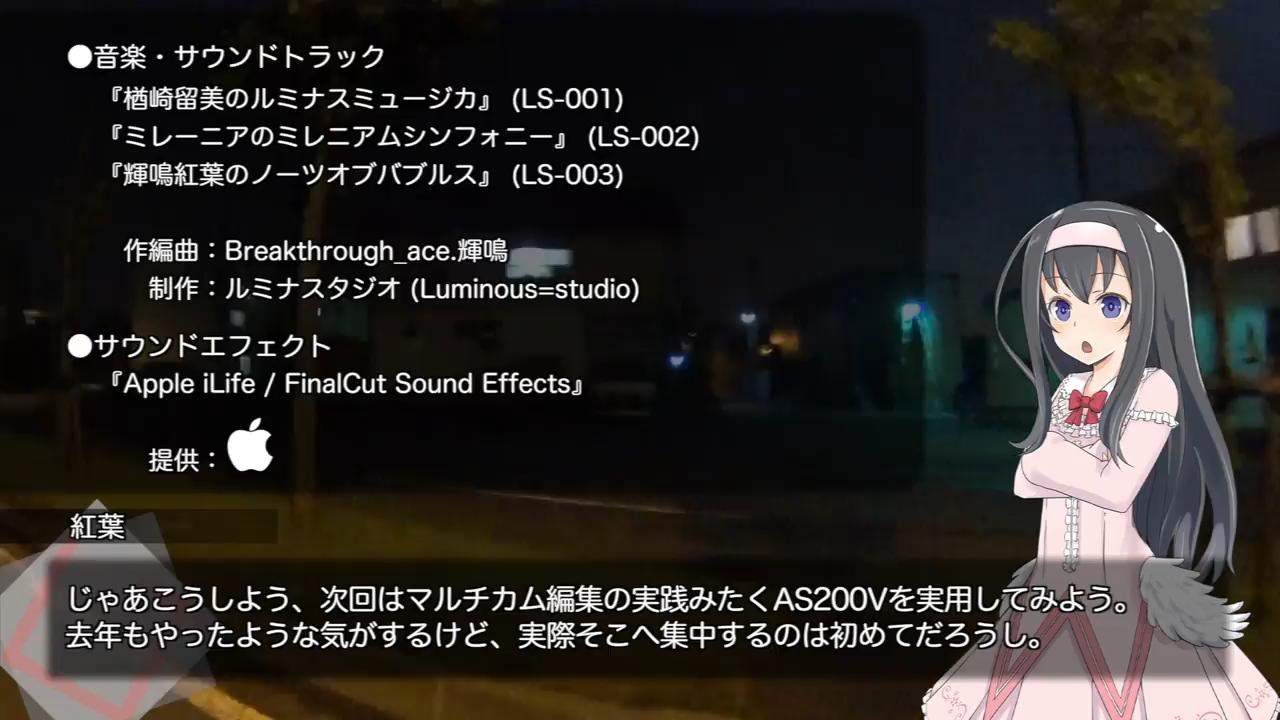 ●音楽・サウンドトラック
『楢崎留美のルミナスミュージカ』 (LS-001)
『ミレーニアのミレニアムシンフォニー』 (LS-002)
『輝鳴紅葉のノーツオブバブルス』 (LS-003)
作編曲：Breakthrough_ace.輝鳴
制作：ルミナスタジオ (Luminous=studio)
●サウンドエフェクト
『Apple iLife / FinalCut Sound Effects』
提供：
紅葉
じゃあこうしよう、次回はマルチカム編集の実践みたくAS200Vを実用してみよう。
去年もやったような気がするけど、実際そこへ集中するのは初めてだろうし。